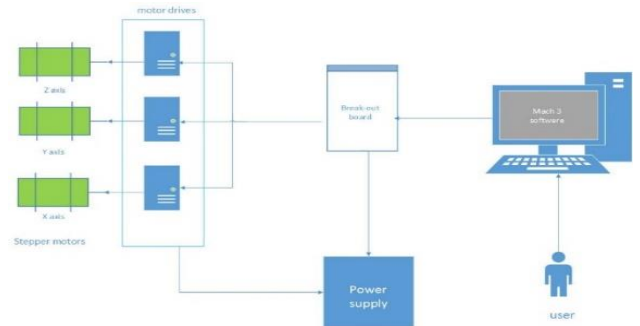 motor drives
Z axis
Y axis
X axis
Stepper motors
Break-out
board
Mach 3
software
Power
supply
user